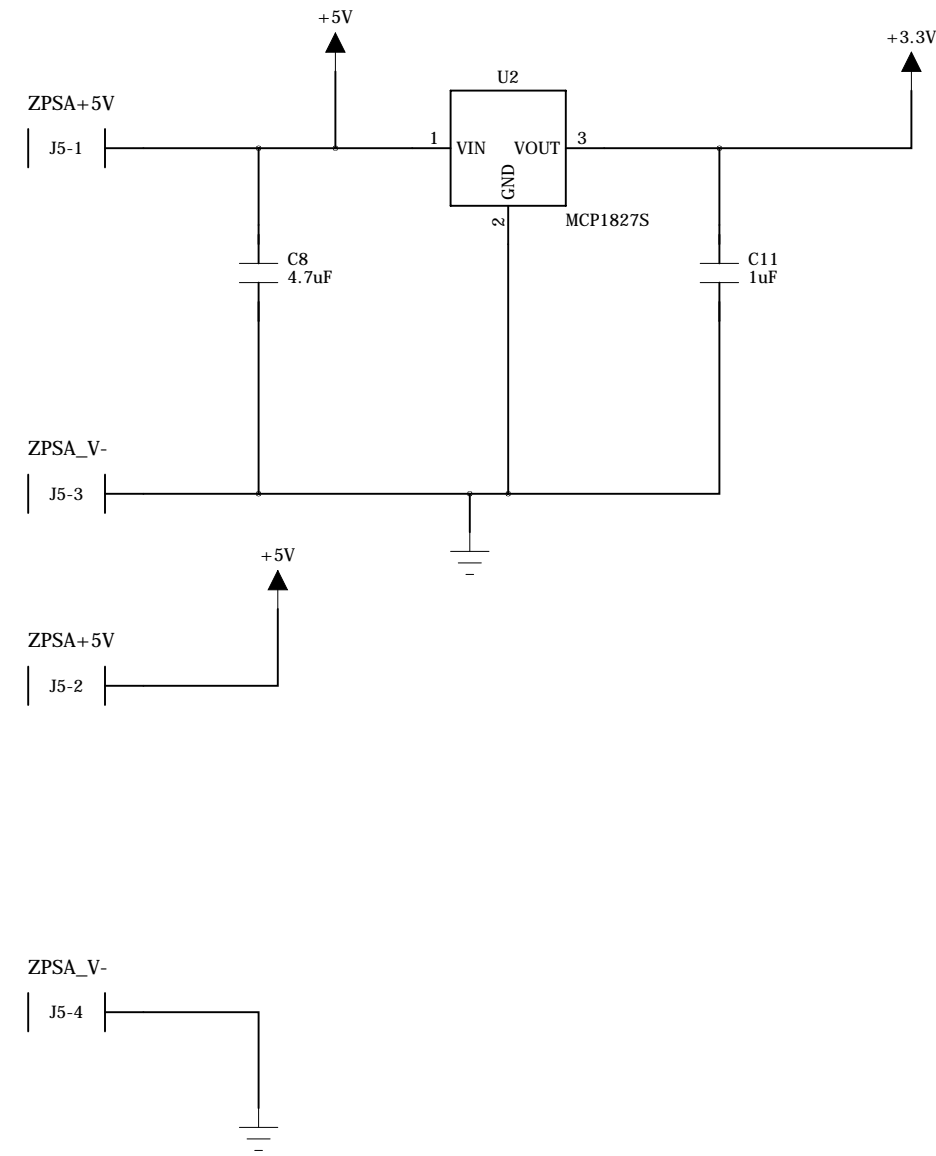 +5V
+3.3V
U2
ZPSA+5V
J5-1
1
VIN
VOUT
3
GND
2
MCP1827S
C8
4.7uF
C11
1uF
ZPSA_V-
J5-3
+5V
ZPSA+5V
J5-2
ZPSA_V-
J5-4